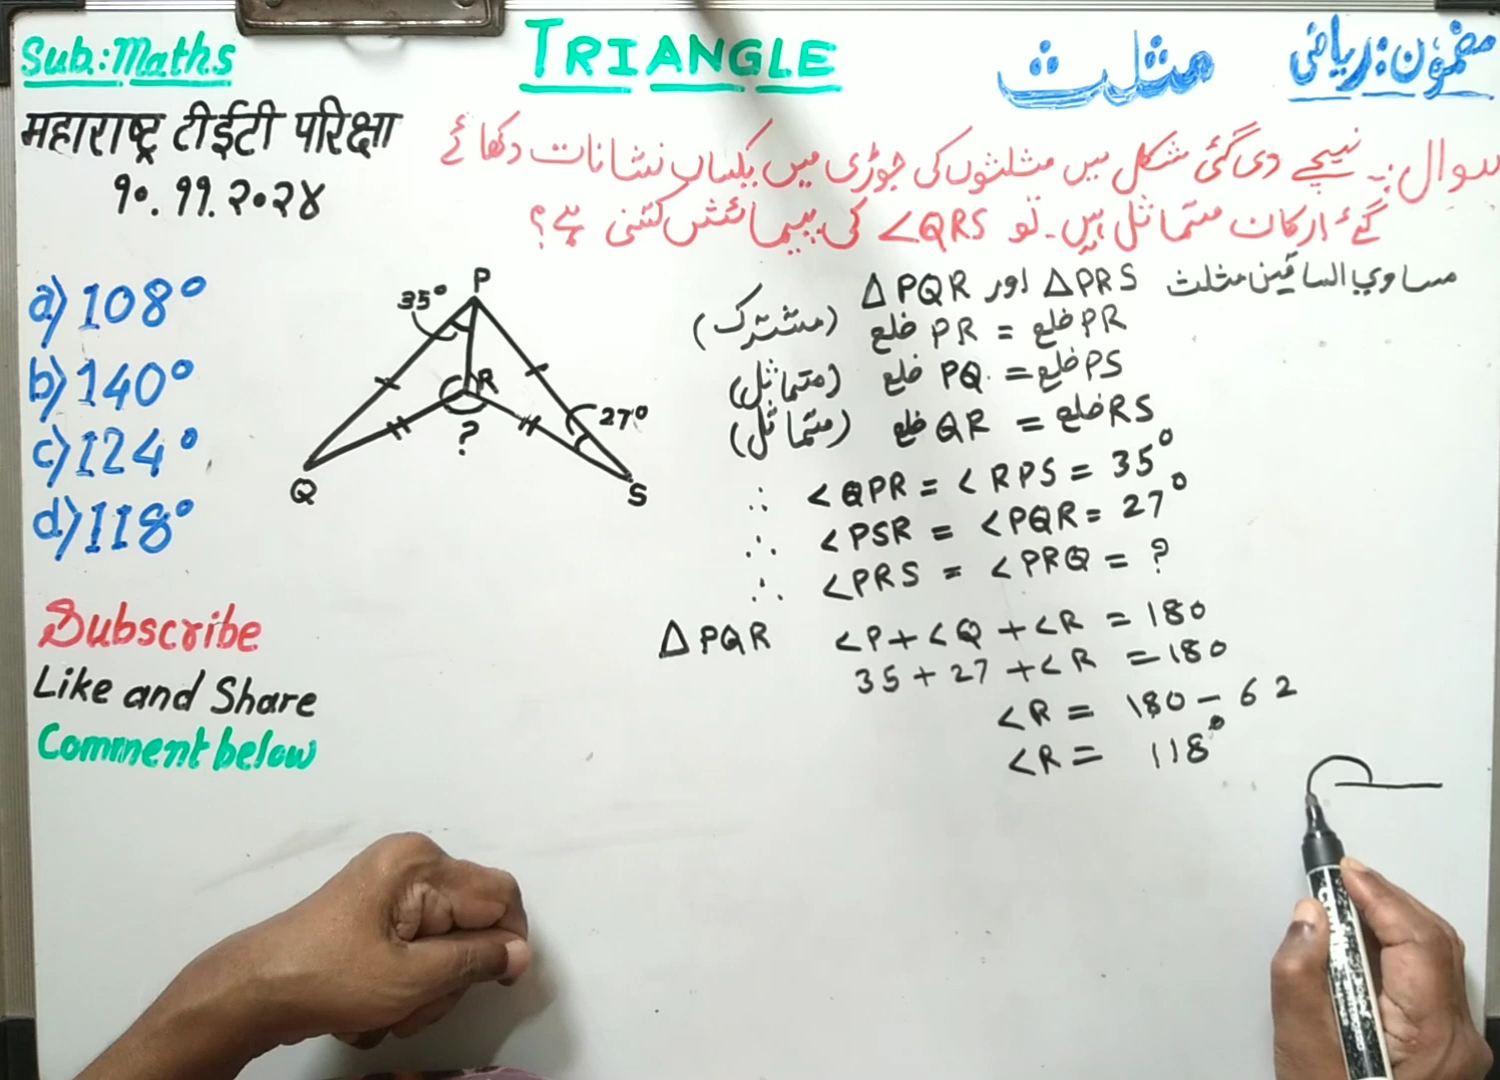 Sub.: Maths
TRIANGLE
مثلث
مضمون: ریاضی
महाराष्ट्र टीईटी परिक्षा
१०.११.२०२४
سوال:۔ نیچے دی گئی شکل میں مثلثوں کی جوڑی میں یکساں نشانات دکھائے
گئے ارکان متماثل ہیں۔ تو ∠QRS کی پیمائش کتنی ہے؟
a) 108°
b) 140°
c) 124°
d) 118°
P
35°
R
27°
?
Q
S
△PQR اور △PRS مساوی الساقین مثلث
ضلع PR = ضلع PR (مشترک)
ضلع PQ = ضلع PS (متماثل)
ضلع QR = ضلع RS (متماثل)
∴ ∠QPR = ∠RPS = 35°
∴ ∠PSR = ∠PQR = 27°
∴ ∠PRS = ∠PRQ = ?
△PQR ∠P + ∠Q + ∠R = 180
35 + 27 + ∠R = 180
∠R = 180 - 62
∠R = 118°
Subscribe
Like and Share
Comment below